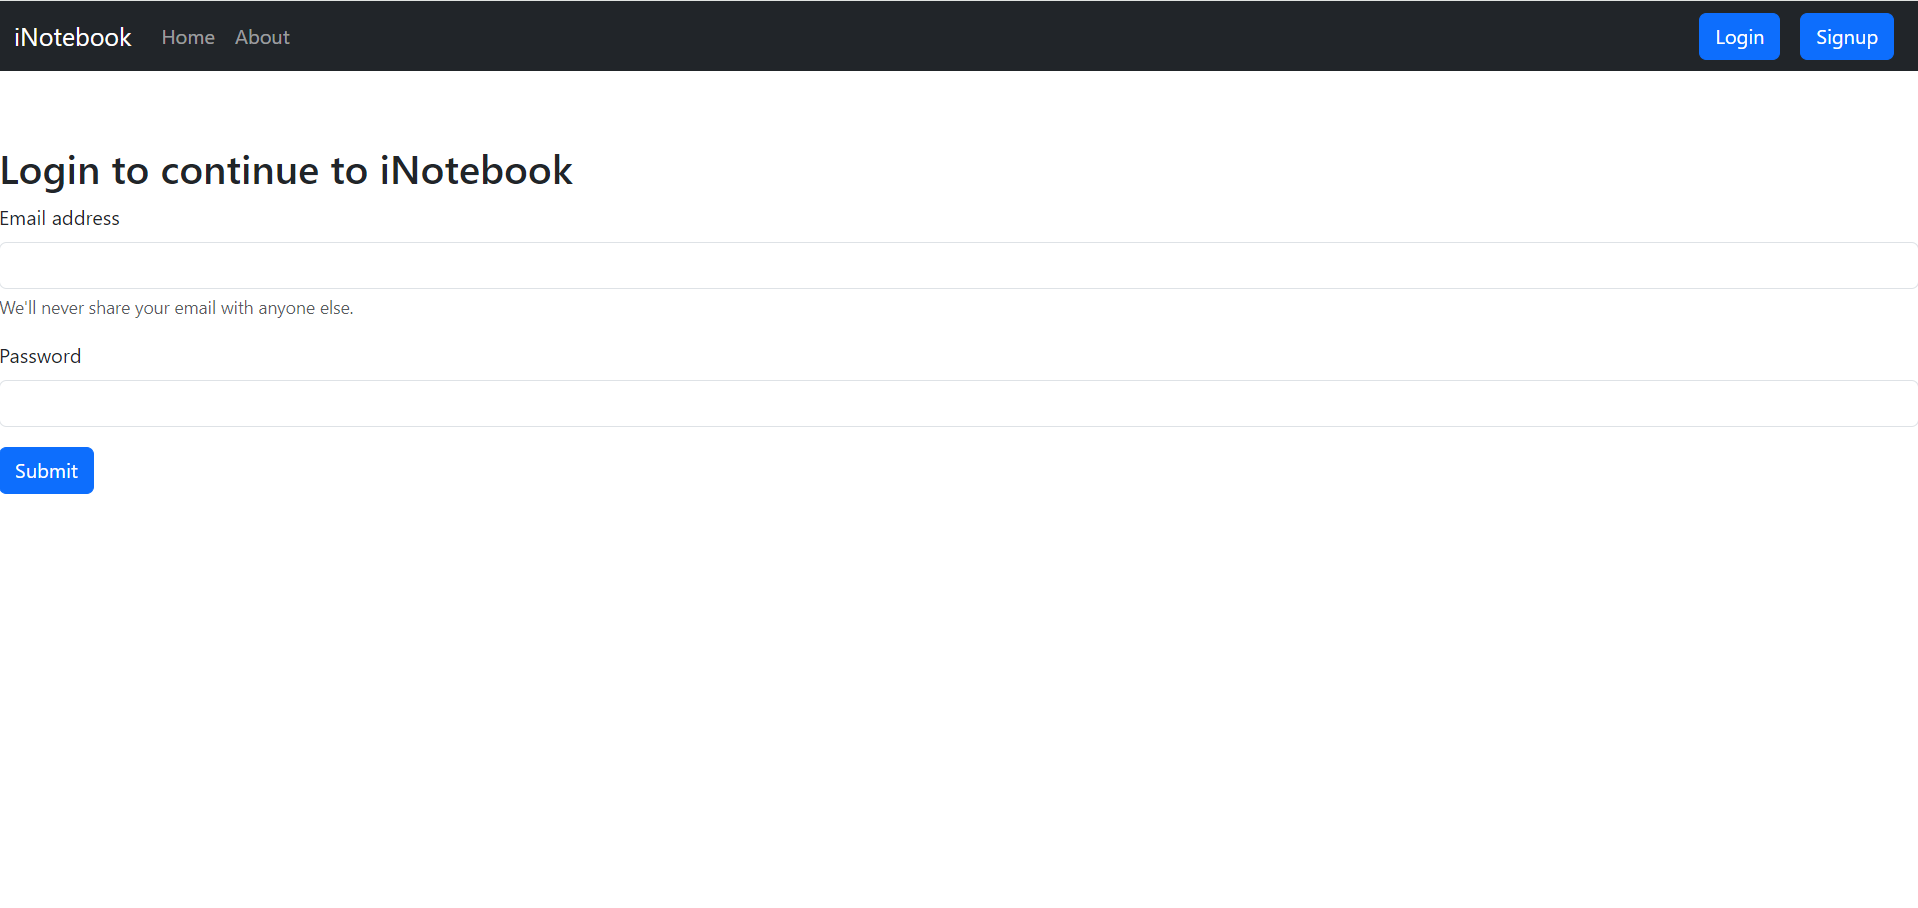 iNotebook Home About Login Signup
Login to continue to iNotebook
Email address
We'll never share your email with anyone else.
Password
Submit